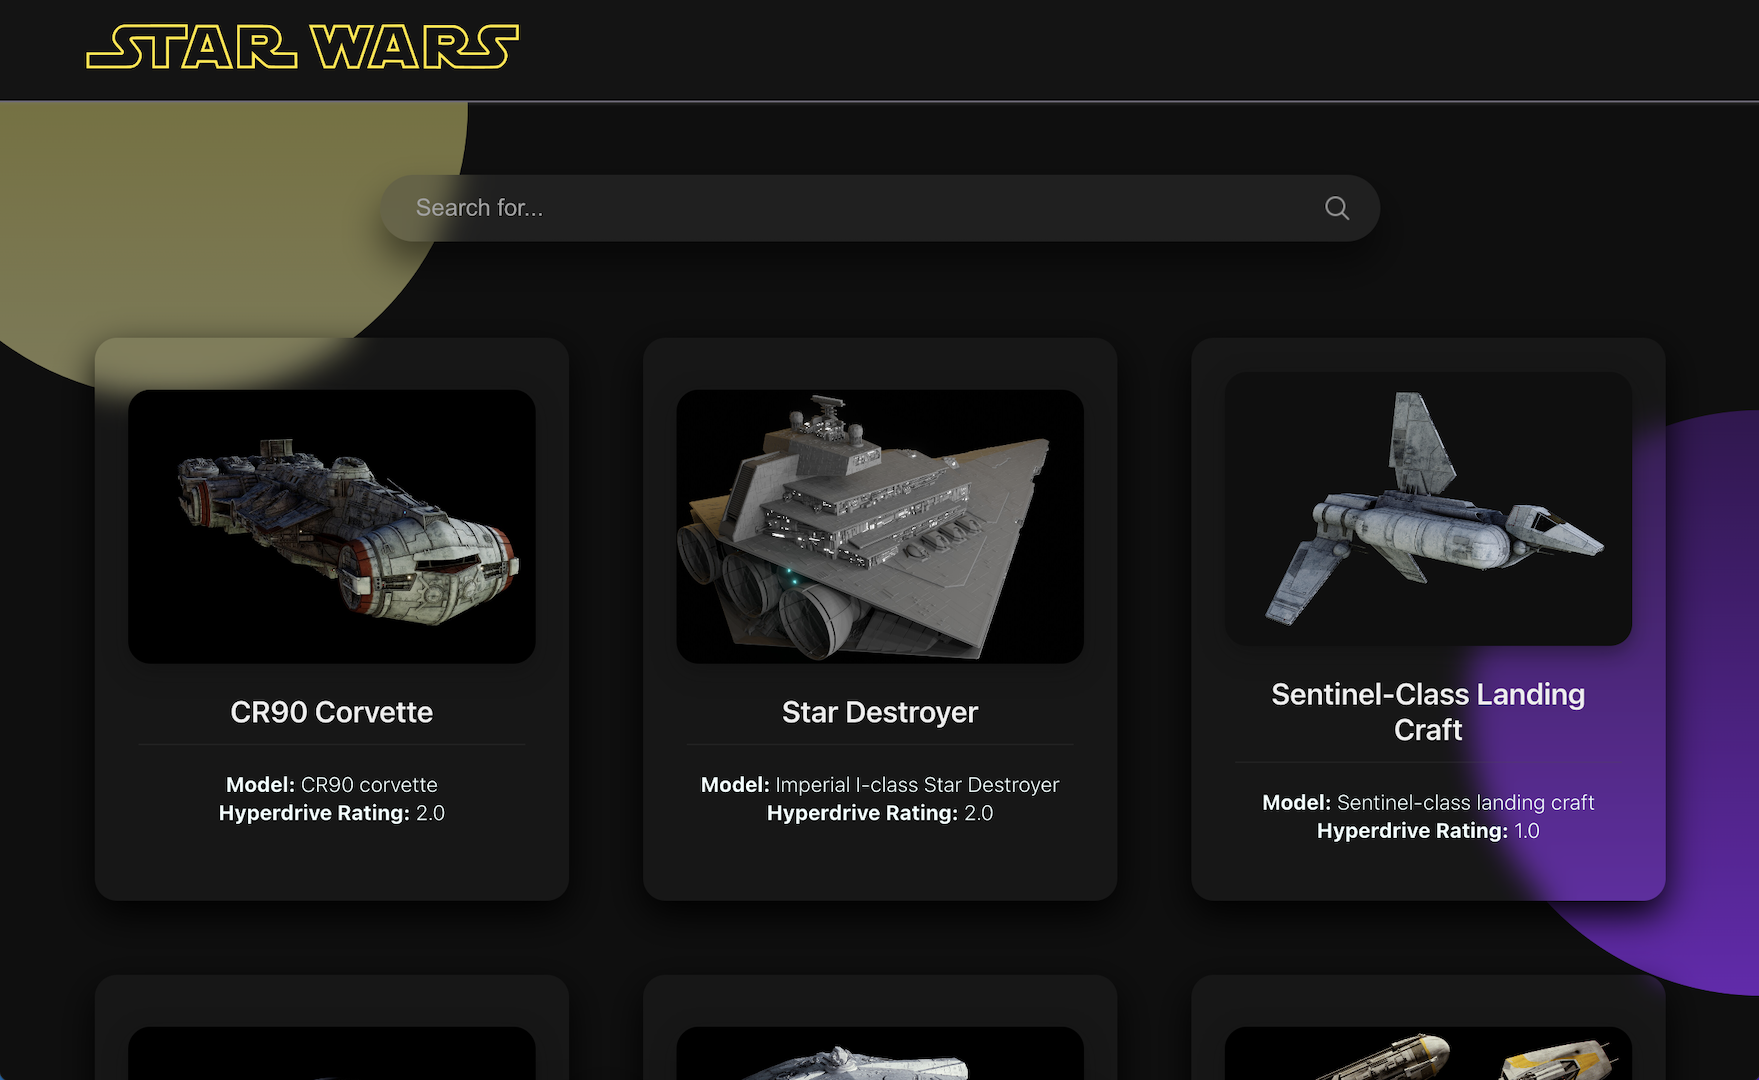 STAR WARS
Search for...
CR90 Corvette
Model: CR90 corvette
Hyperdrive Rating: 2.0
Star Destroyer
Model: Imperial I-class Star Destroyer
Hyperdrive Rating: 2.0
Sentinel-Class Landing
Craft
Model: Sentinel-class landing craft
Hyperdrive Rating: 1.0